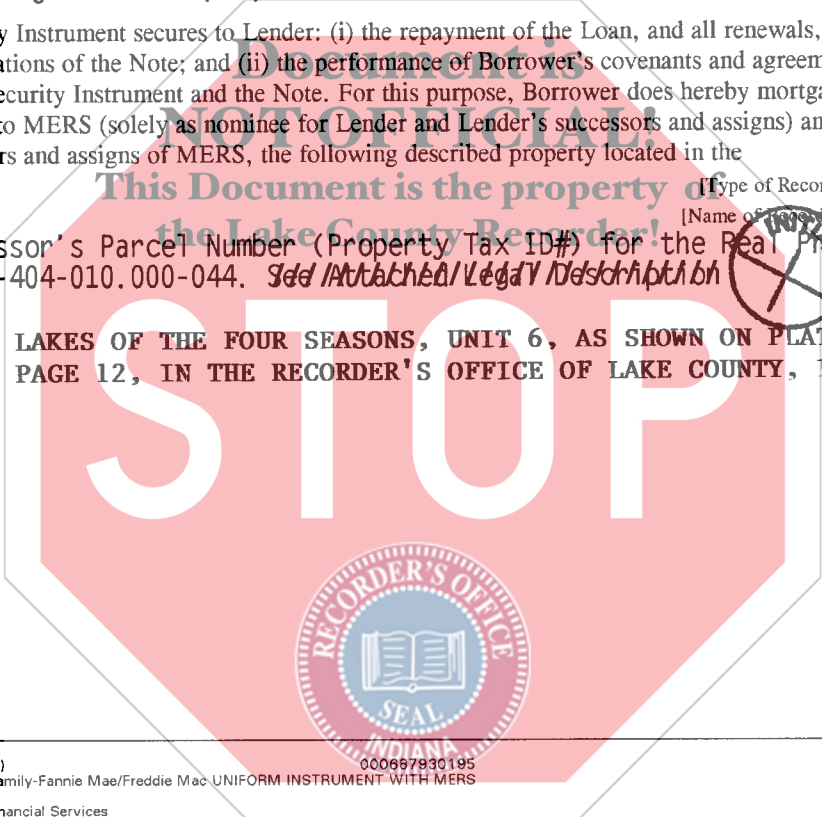 y Instrument secures to Lender: (i) the repayment of the Loan, and all renewals,
ations of the Note; and (ii) the performance of Borrower's covenants and agreem
ecurity Instrument and the Note. For this purpose, Borrower does hereby mortga
to MERS (solely as nominee for Lender and Lender's successors and assigns) an
rs and assigns of MERS, the following described property located in the
[Type of Recor
[Name of Record
ssor's Parcel Number (Property Tax ID#) for the Real Pr
-404-010.000-044. See Attached Legal Description
LAKES OF THE FOUR SEASONS, UNIT 6, AS SHOWN ON PLAT
PAGE 12, IN THE RECORDER'S OFFICE OF LAKE COUNTY,
Document is
NOT OFFICIAL!
This Document is the property of
the Lake County Recorder!
INITIA
STOP
RECORDER'S OFFICE
SEAL
INDIANA
)
000687930195
amily-Fannie Mae/Freddie Mac UNIFORM INSTRUMENT WITH MERS
nancial Services